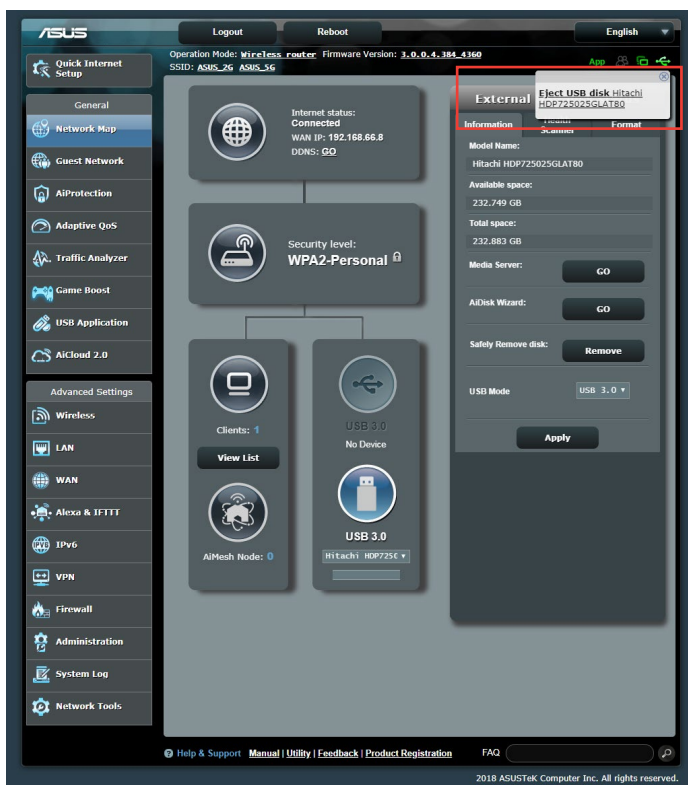 ASUS
Logout
Reboot
English
Quick Internet
Setup
Operation Mode: Wireless router Firmware Version: 3.0.0.4.384_4360
SSID: ASUS_2G ASUS_5G
App
General
Network Map
Guest Network
AiProtection
Adaptive QoS
Traffic Analyzer
Game Boost
USB Application
AiCloud 2.0
Advanced Settings
Wireless
LAN
WAN
Alexa & IFTTT
IPv6
VPN
Firewall
Administration
System Log
Network Tools
Internet status:
Connected
WAN IP: 192.168.66.8
DDNS: GO
Security level:
WPA2-Personal
Clients: 1
View List
AiMesh Node: 0
USB 3.0
No Device
USB 3.0
Hitachi HDP725
Eject USB disk Hitachi
HDP725025GLAT80
External
Information
Health
Scanner
Format
Model Name:
Hitachi HDP725025GLAT80
Available space:
232.749 GB
Total space:
232.883 GB
Media Server:
GO
AiDisk Wizard:
GO
Safely Remove disk:
Remove
USB Mode
USB 3.0
Apply
Help & Support Manual | Utility | Feedback | Product Registration
FAQ
2018 ASUSTeK Computer Inc. All rights reserved.